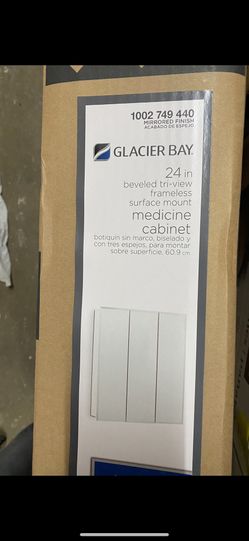 1002 749 440
MIRRORED FINISH
ACABADO DE ESPEJO
GLACIER BAY
24 in
beveled tri-view
frameless
surface mount
medicine
cabinet
botiquin sin marco, biselado y
con tres espejos, para montar
sobre superficie, 60.9 cm